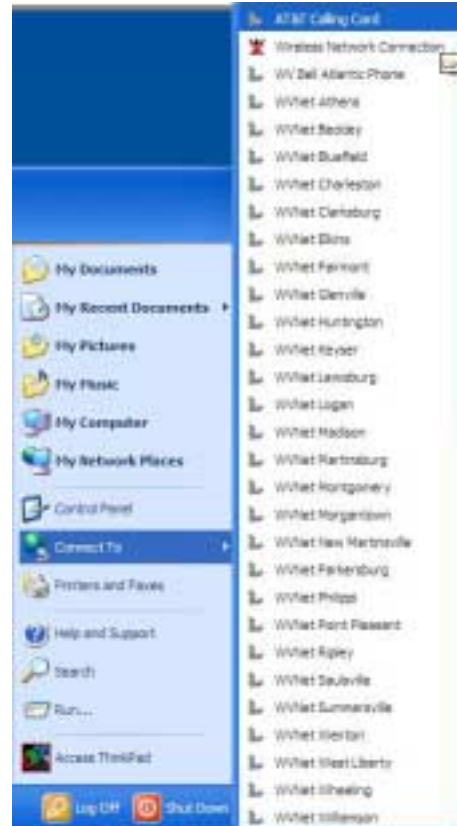 My Documents
My Recent Documents
My Pictures
My Music
My Computer
My Network Places
Control Panel
Connect To
Printers and Faxes
Help and Support
Search
Run...
Access ThinkPad
Log Off
Shut Down
AT&T Calling Card
Wireless Network Connection
WV Bell Atlantic Phone
WVNet Athens
WVNet Beckley
WVNet Bluefield
WVNet Charleston
WVNet Clarksburg
WVNet Elkins
WVNet Fairmont
WVNet Glenville
WVNet Huntington
WVNet Keyser
WVNet Lewisburg
WVNet Logan
WVNet Madison
WVNet Martinsburg
WVNet Montgomery
WVNet Morgantown
WVNet New Martinsville
WVNet Parkersburg
WVNet Philippi
WVNet Point Pleasant
WVNet Ripley
WVNet Saulsville
WVNet Summersville
WVNet Weirton
WVNet West Liberty
WVNet Wheeling
WVNet Williamson